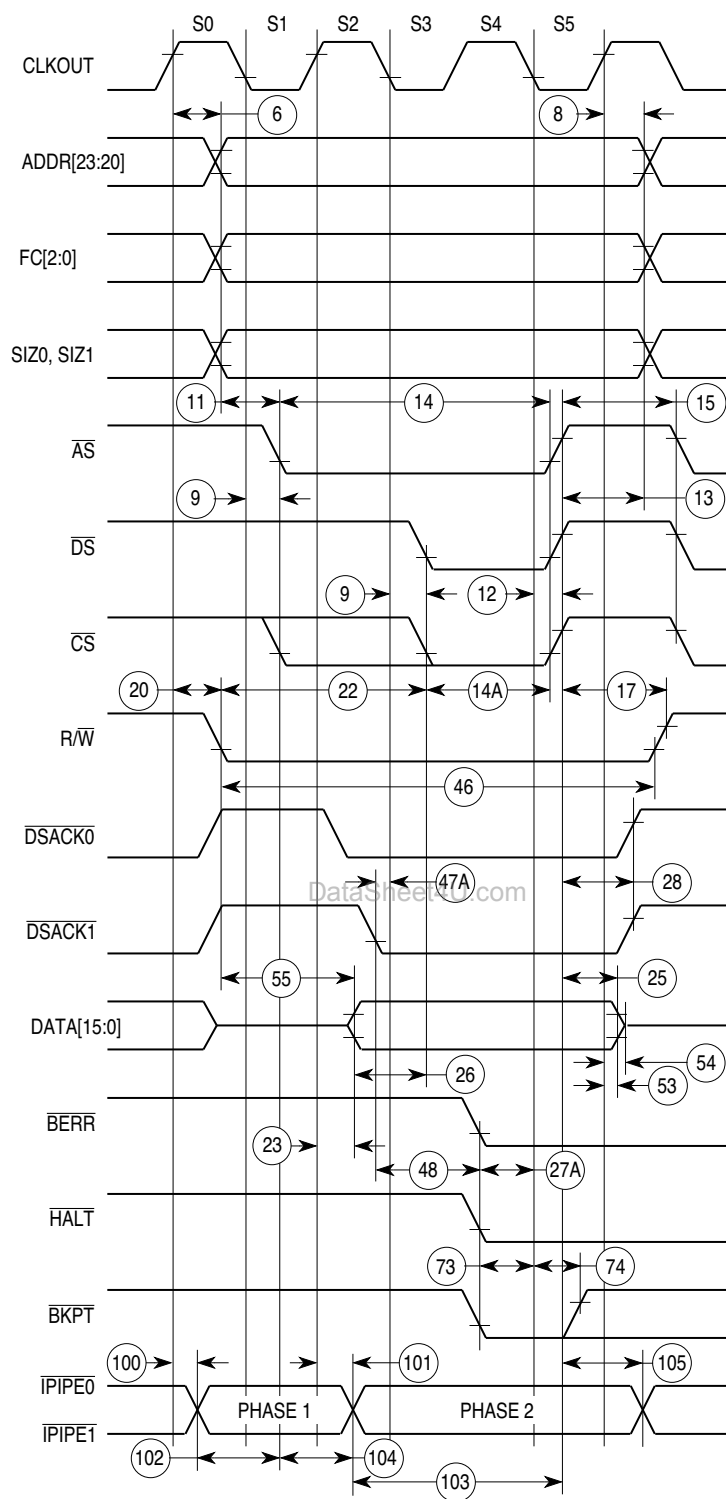 S0 S1 S2 S3 S4 S5
CLKOUT
6 8
ADDR[23:20]
FC[2:0]
SIZ0, SIZ1
11 14 15
AS
9 13
DS
9 12
CS
20 22 14A 17
R/W
46
DSACK0
47A 28
DataSheet4U.com
DSACK1
55 25
DATA[15:0]
54
26 53
BERR
23
48 27A
HALT
73 74
BKPT
100 101 105
IPIPE0
PHASE 1 PHASE 2
IPIPE1
102 104
103